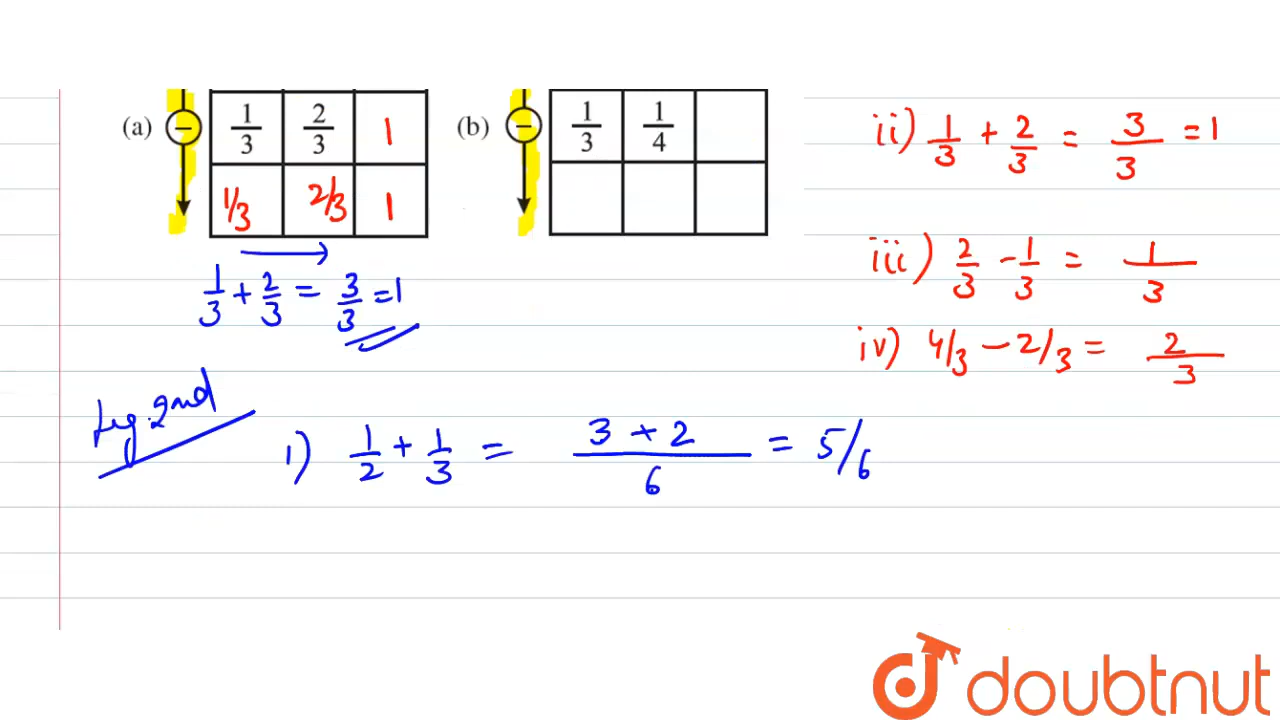 (a) − 1/3 2/3 1
1/3 2/3 1
(b) − 1/3 1/4
ii) 1/3 + 2/3 = 3/3 = 1
1/3 + 2/3 = 3/3 = 1
iii) 2/3 − 1/3 = 1/3
iv) 4/3 − 2/3 = 2/3
fig. 2nd
i) 1/2 + 1/3 = 3 + 2/6 = 5/6
doubtnut